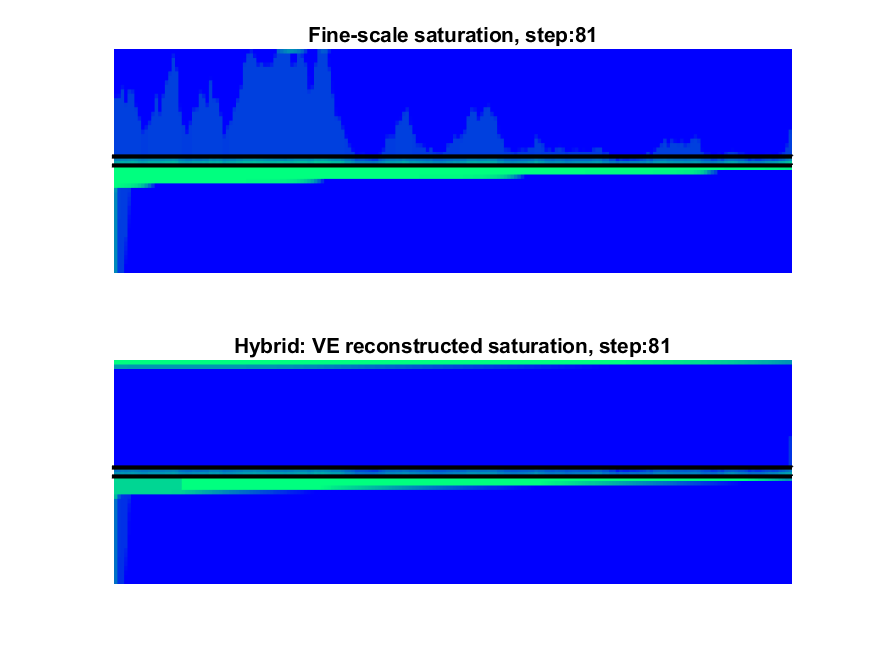 Fine-scale saturation, step:81
Hybrid: VE reconstructed saturation, step:81